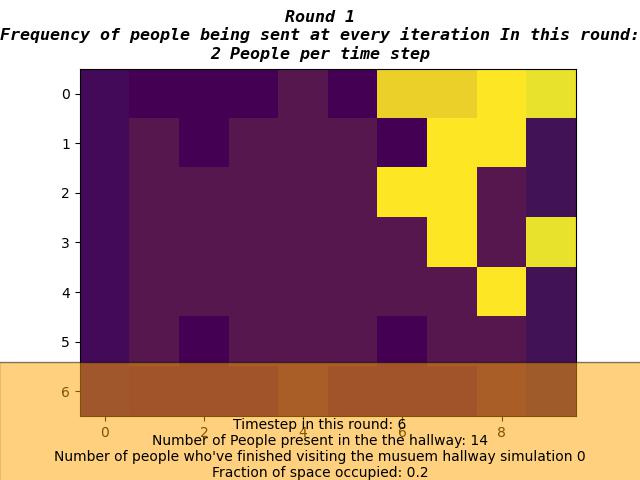 Round 1
Frequency of people being sent at every iteration In this round:
2 People per time step
0
1
2
3
4
5
6
0 2 4 6 8
Timestep in this round: 6
Number of People present in the the hallway: 14
Number of people who've finished visiting the musuem hallway simulation 0
Fraction of space occupied: 0.2